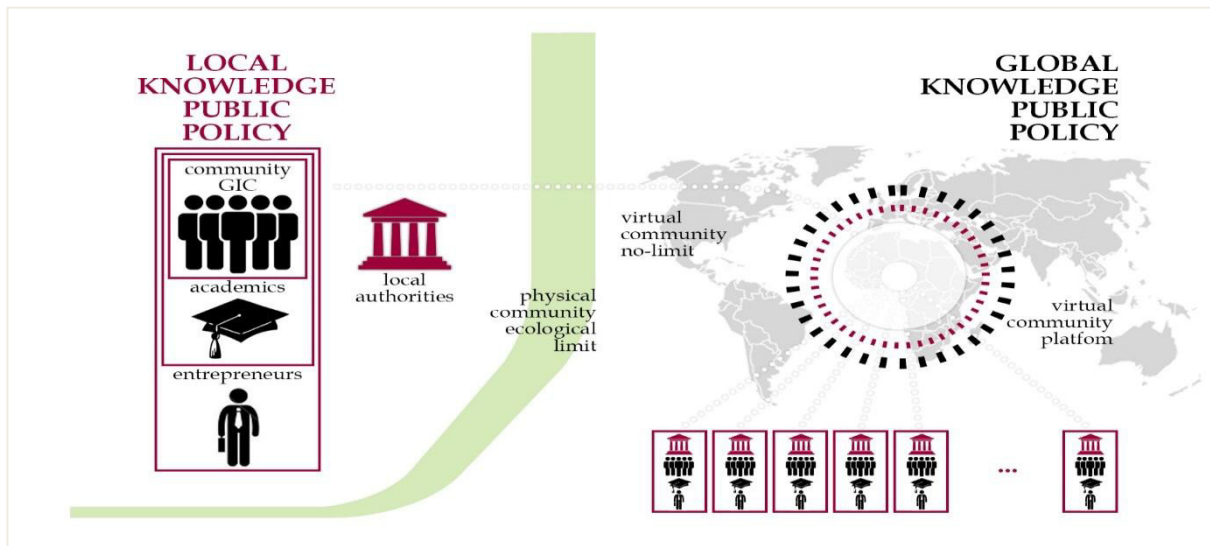 LOCAL
KNOWLEDGE
PUBLIC
POLICY
community
GIC
academics
entrepreneurs
local
authorities
physical
community
ecological
limit
GLOBAL
KNOWLEDGE
PUBLIC
POLICY
virtual
community
no-limit
virtual
community
platfom
...